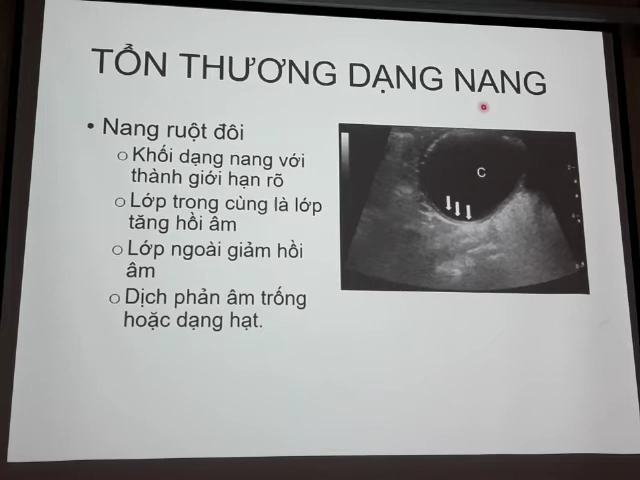 TỔN THƯƠNG DẠNG NANG
• Nang ruột đôi
o Khối dạng nang với
thành giới hạn rõ
o Lớp trong cùng là lớp
tăng hồi âm
o Lớp ngoài giảm hồi
âm
o Dịch phản âm trống
hoặc dạng hạt.
C